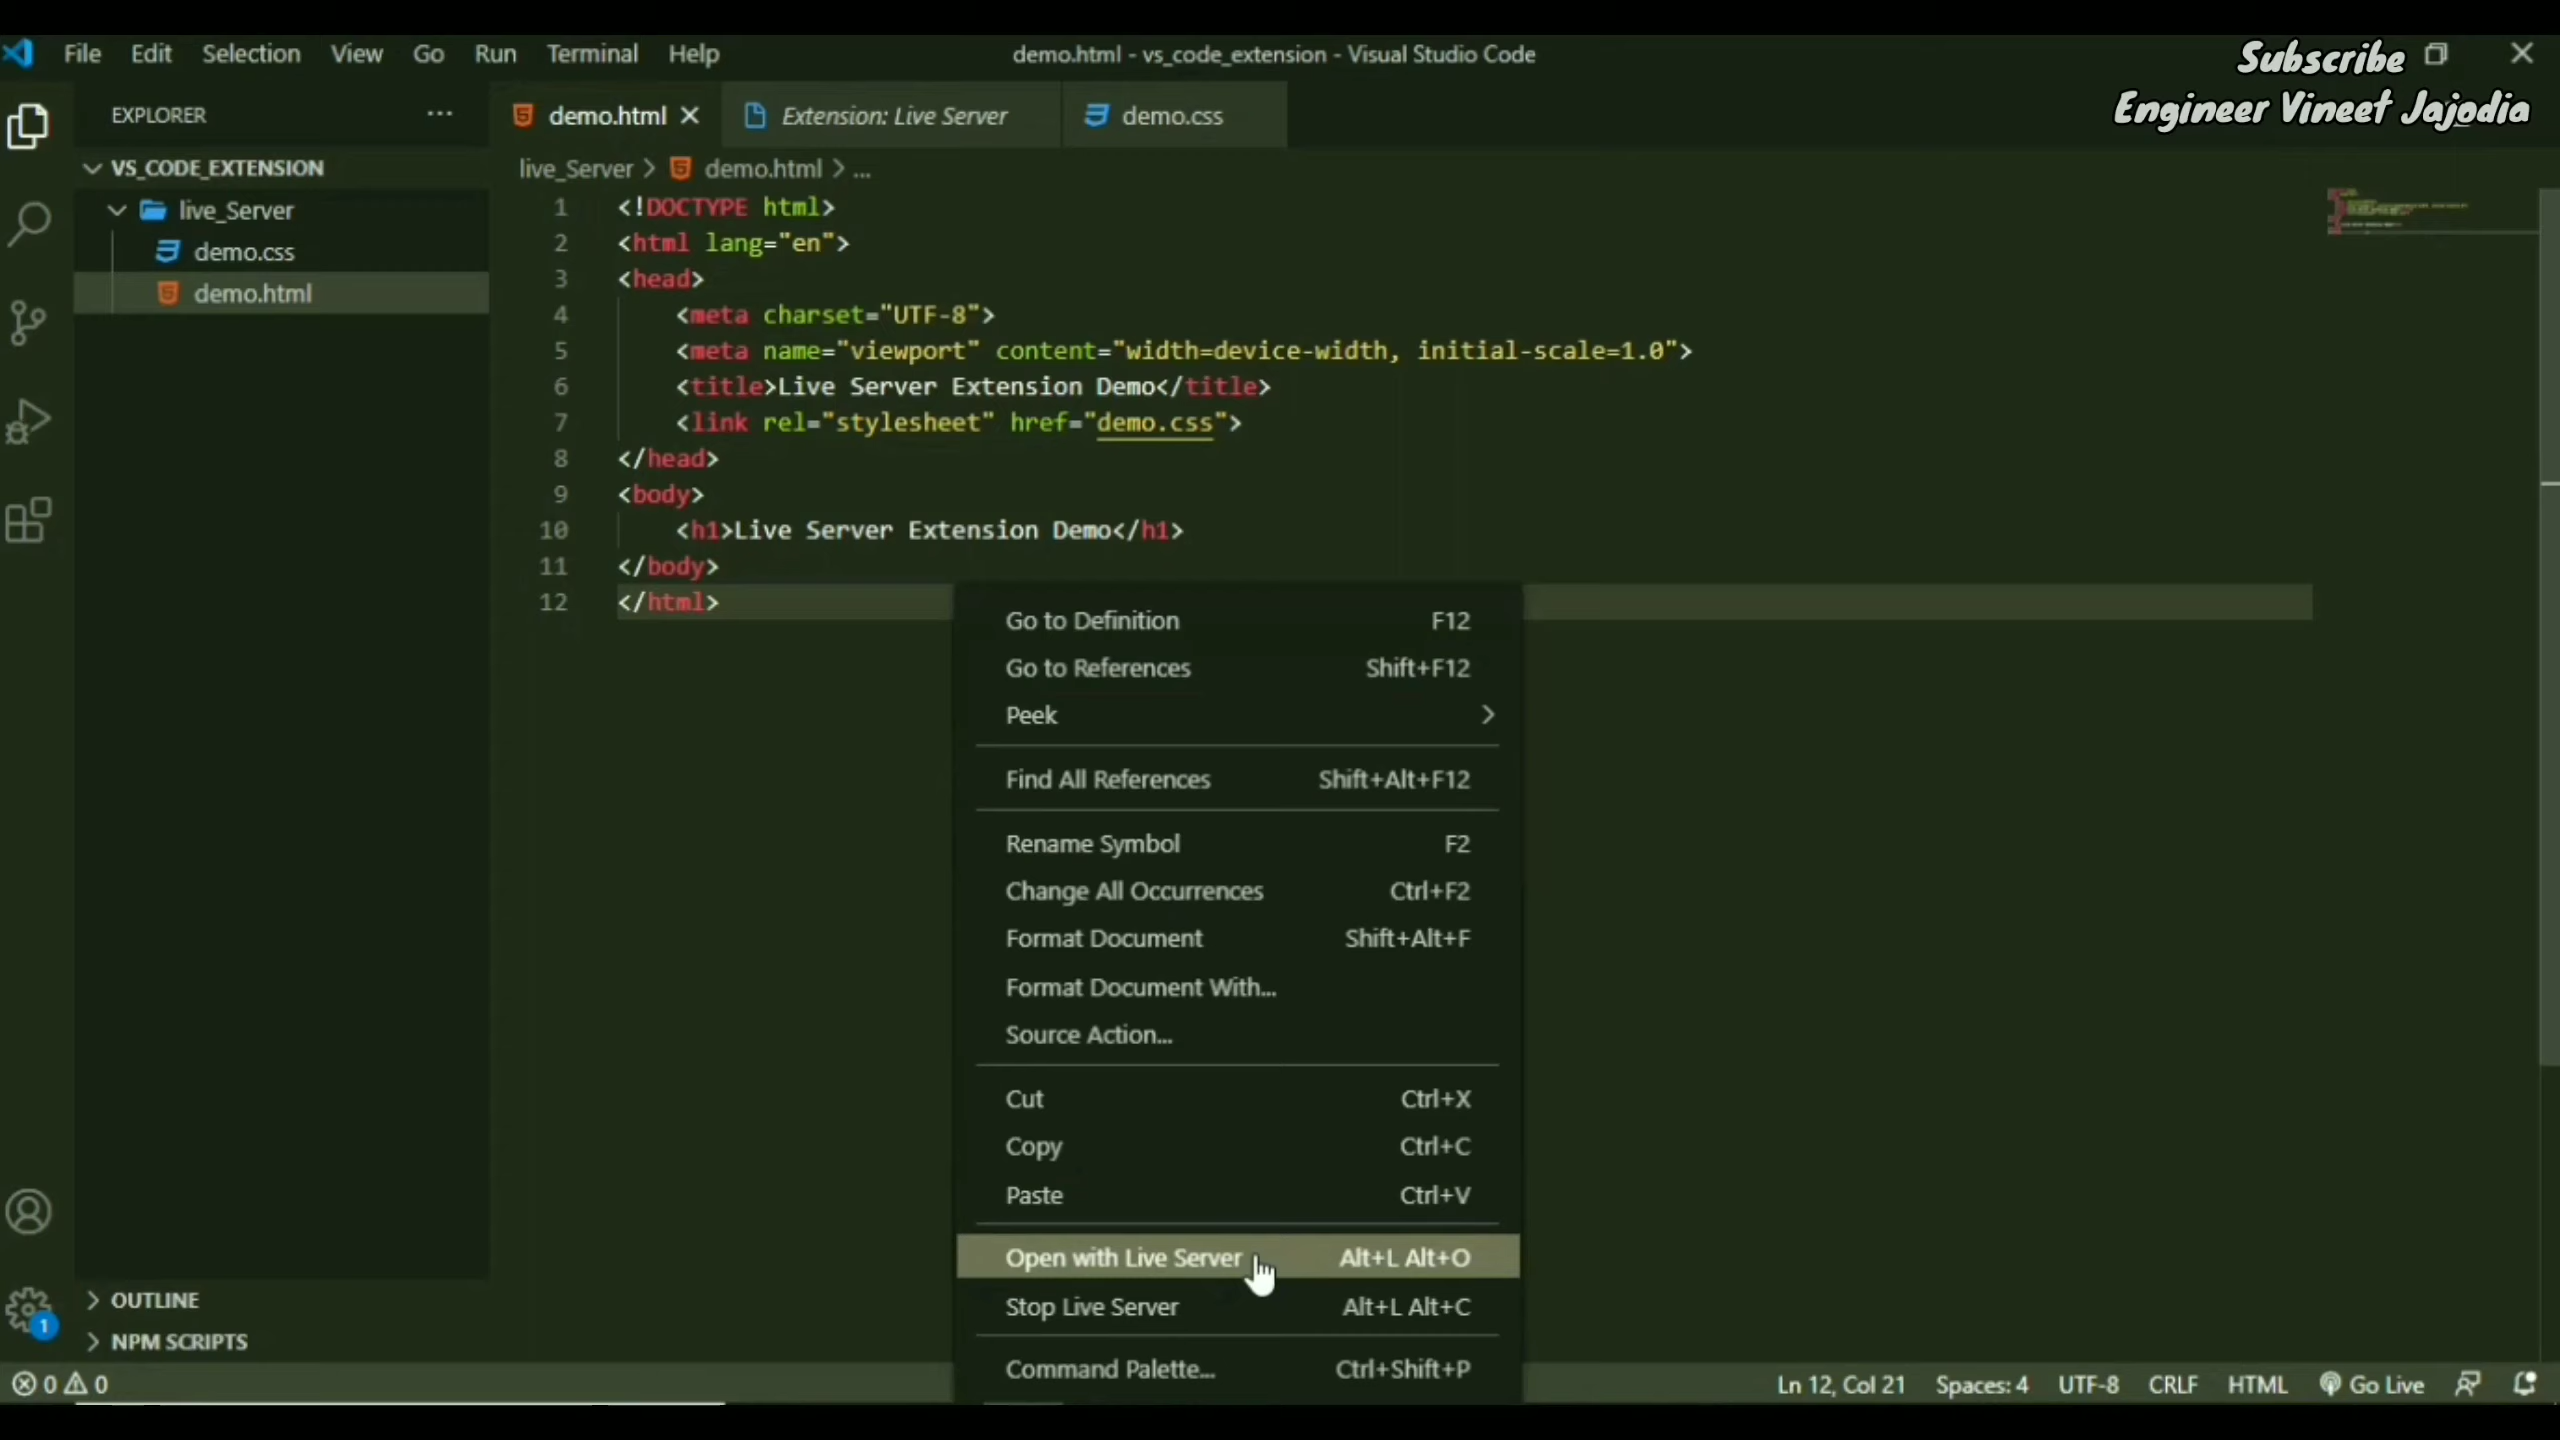 File Edit Selection View Go Run Terminal Help
demo.html - vs_code_extension - Visual Studio Code
Subscribe
Engineer Vineet Jajodia
EXPLORER ...
demo.html
Extension: Live Server
demo.css
VS_CODE_EXTENSION
live_Server
demo.css
demo.html
live_Server > demo.html > ...
1 <!DOCTYPE html>
2 <html lang="en">
3 <head>
4 <meta charset="UTF-8">
5 <meta name="viewport" content="width=device-width, initial-scale=1.0">
6 <title>Live Server Extension Demo</title>
7 <link rel="stylesheet" href="demo.css">
8 </head>
9 <body>
10 <h1>Live Server Extension Demo</h1>
11 </body>
12 </html>
Go to Definition F12
Go to References Shift+F12
Peek
Find All References Shift+Alt+F12
Rename Symbol F2
Change All Occurrences Ctrl+F2
Format Document Shift+Alt+F
Format Document With...
Source Action...
Cut Ctrl+X
Copy Ctrl+C
Paste Ctrl+V
Open with Live Server Alt+L Alt+O
Stop Live Server Alt+L Alt+C
Command Palette... Ctrl+Shift+P
1
OUTLINE
NPM SCRIPTS
0 0
Ln 12, Col 21 Spaces: 4 UTF-8 CRLF HTML Go Live